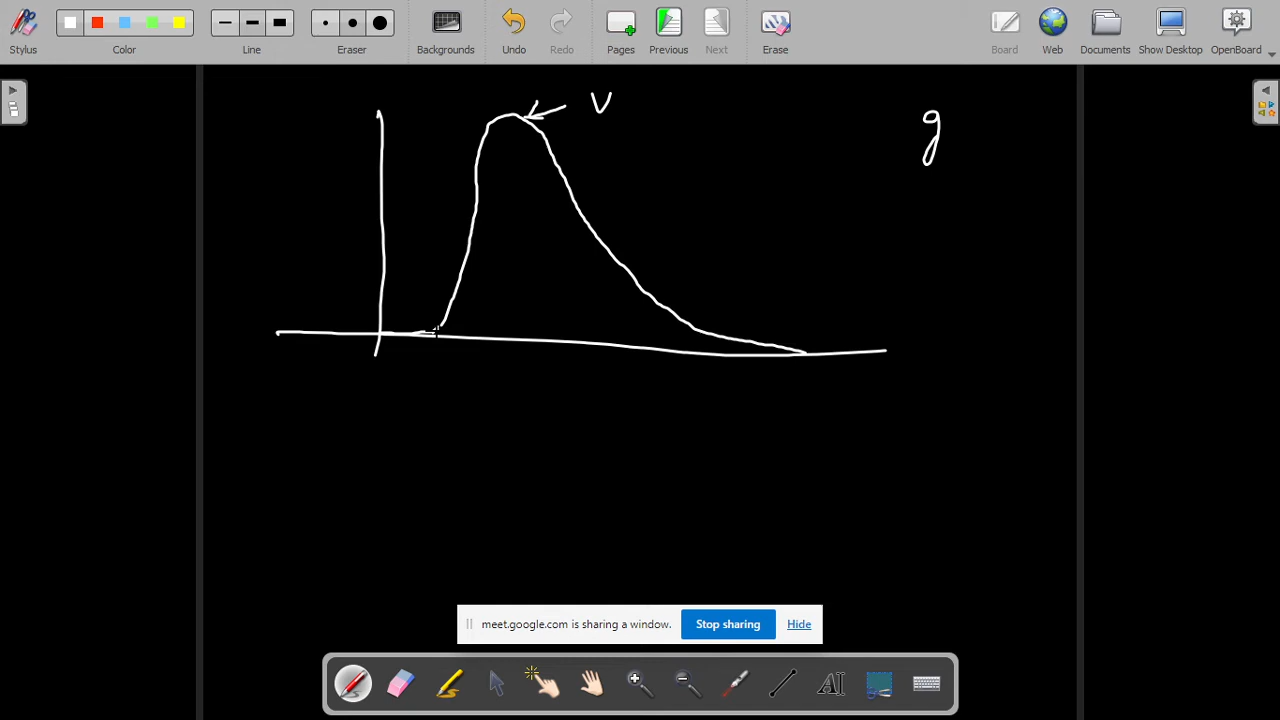 Stylus Color Line Eraser Backgrounds Undo Redo Pages Previous Next Erase Board Web Documents Show Desktop OpenBoard
V
g
meet.google.com is sharing a window. Stop sharing Hide
AI